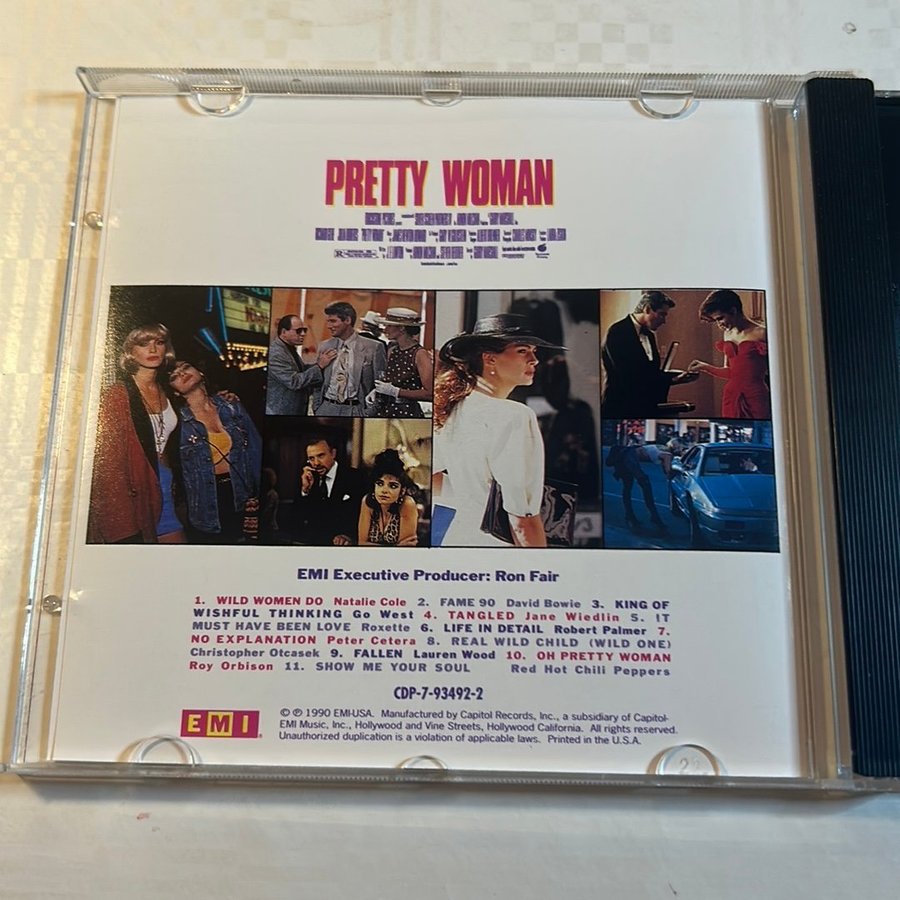 PRETTY WOMAN
R
EMI Executive Producer: Ron Fair
1. WILD WOMEN DO Natalie Cole 2. FAME 90 David Bowie 3. KING OF
WISHFUL THINKING Go West 4. TANGLED Jane Wiedlin 5. IT
MUST HAVE BEEN LOVE Roxette 6. LIFE IN DETAIL Robert Palmer 7.
NO EXPLANATION Peter Cetera 8. REAL WILD CHILD (WILD ONE)
Christopher Otcasek 9. FALLEN Lauren Wood 10. OH PRETTY WOMAN
Roy Orbison 11. SHOW ME YOUR SOUL Red Hot Chili Peppers
CDP-7-93492-2
EMI
© ℗ 1990 EMI-USA. Manufactured by Capitol Records, Inc., a subsidiary of Capitol-
EMI Music, Inc., Hollywood and Vine Streets, Hollywood California. All rights reserved.
Unauthorized duplication is a violation of applicable laws. Printed in the U.S.A.